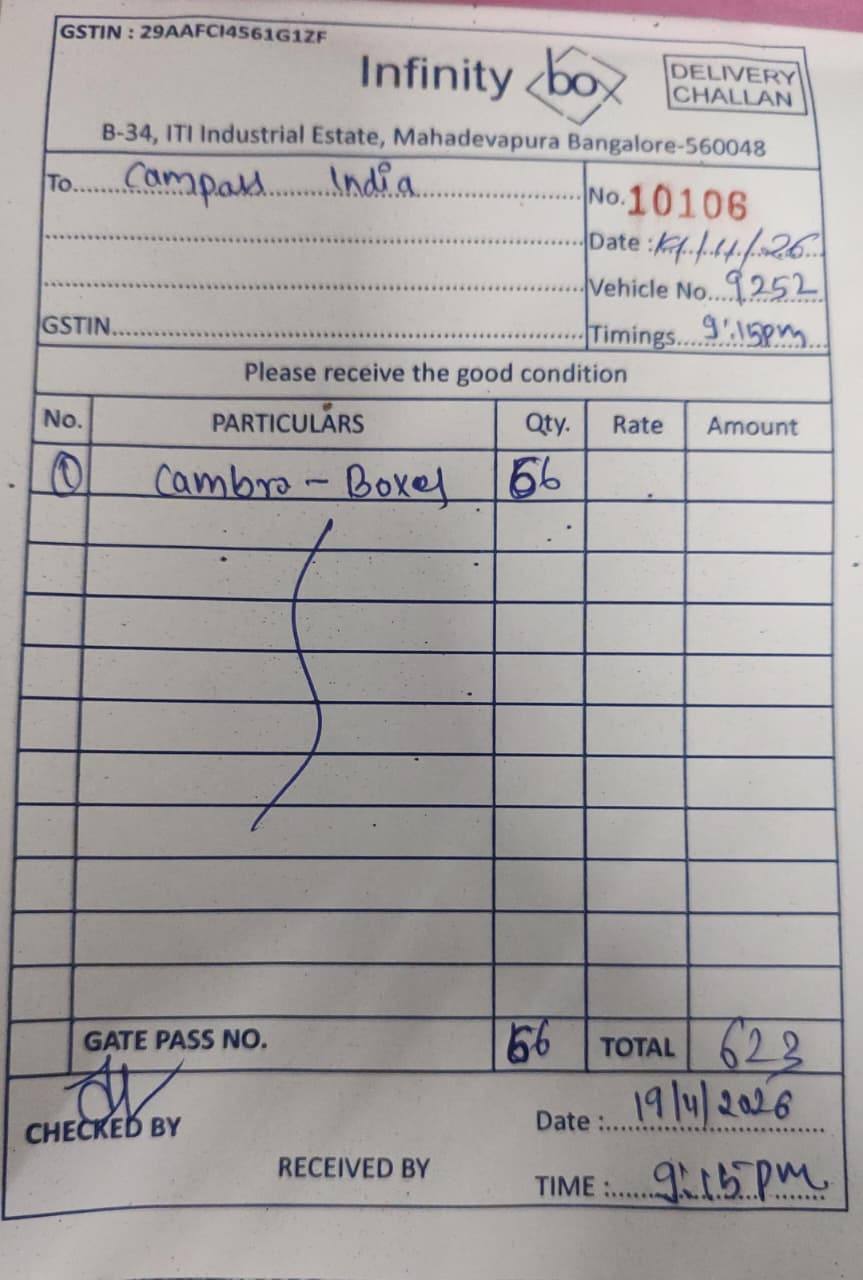 GSTIN : 29AAFCI4561G1ZF
Infinity box
DELIVERY CHALLAN
B-34, ITI Industrial Estate, Mahadevapura Bangalore-560048
To Campass India
No. 10106
Date : /4/26
Vehicle No. 9252
GSTIN
Timings 9:15pm
Please receive the good condition
No. PARTICULARS Qty. Rate Amount
1 Cambro - Boxes 56
GATE PASS NO. 56 TOTAL 623
CHECKED BY
Date : 19/4/2026
RECEIVED BY
TIME : 9:15 pm